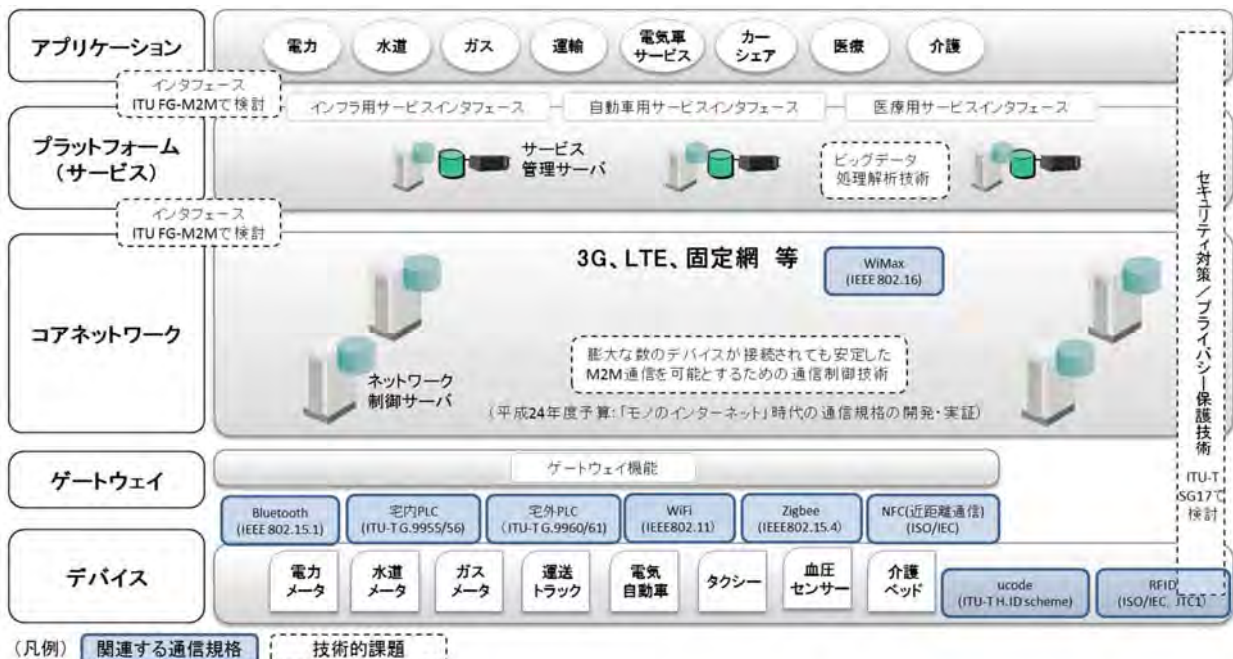 アプリケーション
電力
水道
ガス
運輸
電気車
サービス
カー
シェア
医療
介護
インタフェース
ITU FG-M2Mで検討
インフラ用サービスインタフェース
自動車用サービスインタフェース
医療用サービスインタフェース
プラットフォーム
(サービス)
サービス
管理サーバ
ビッグデータ
処理解析技術
インタフェース
ITU FG-M2Mで検討
コアネットワーク
3G、LTE、固定網 等
WiMax
(IEEE 802.16)
膨大な数のデバイスが接続されても安定した
M2M通信を可能とするための通信制御技術
ネットワーク
制御サーバ
(平成24年度予算:「モノのインターネット」時代の通信規格の開発・実証)
セキュリティ対策/プライバシー保護技術
ITU-T
SG17で
検討
ゲートウェイ
ゲートウェイ機能
Bluetooth
(IEEE 802.15.1)
宅内PLC
(ITU-T G.9955/56)
宅外PLC
(ITU-T G.9960/61)
WiFi
(IEEE802.11)
Zigbee
(IEEE802.15.4)
NFC(近距離通信)
(ISO/IEC)
デバイス
電力
メータ
水道
メータ
ガス
メータ
運送
トラック
電気
自動車
タクシー
血圧
センサー
介護
ベッド
ucode
(ITU-T H.ID scheme)
RFID
(ISO/IEC JTC1)
(凡例)
関連する通信規格
技術的課題